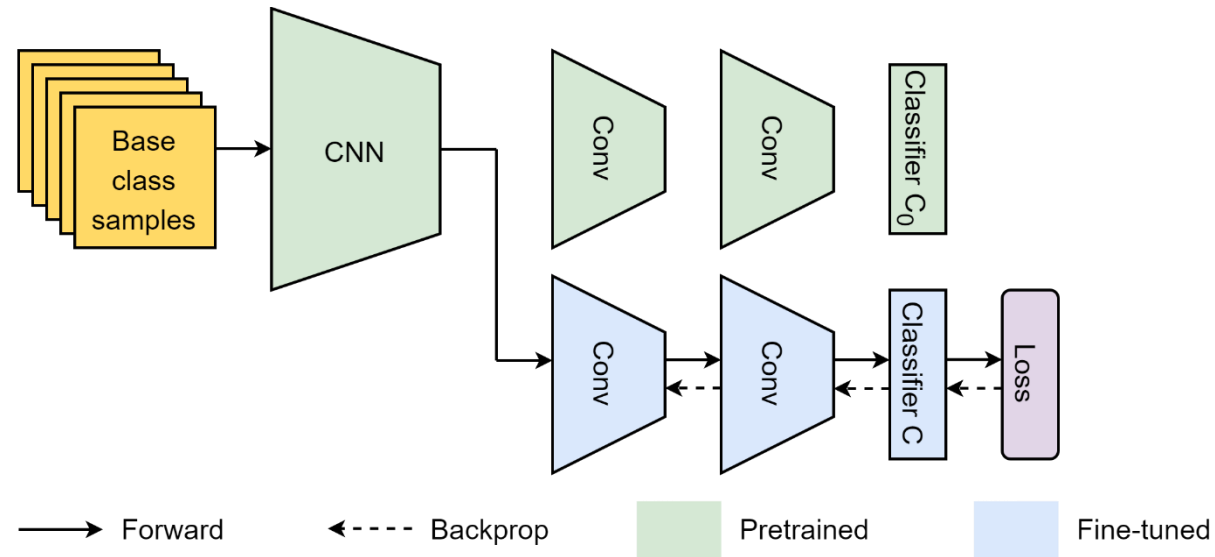 Base
class
samples
CNN
Conv
Conv
Classifier C₀
Conv
Conv
Classifier C
Loss
Forward
Backprop
Pretrained
Fine-tuned